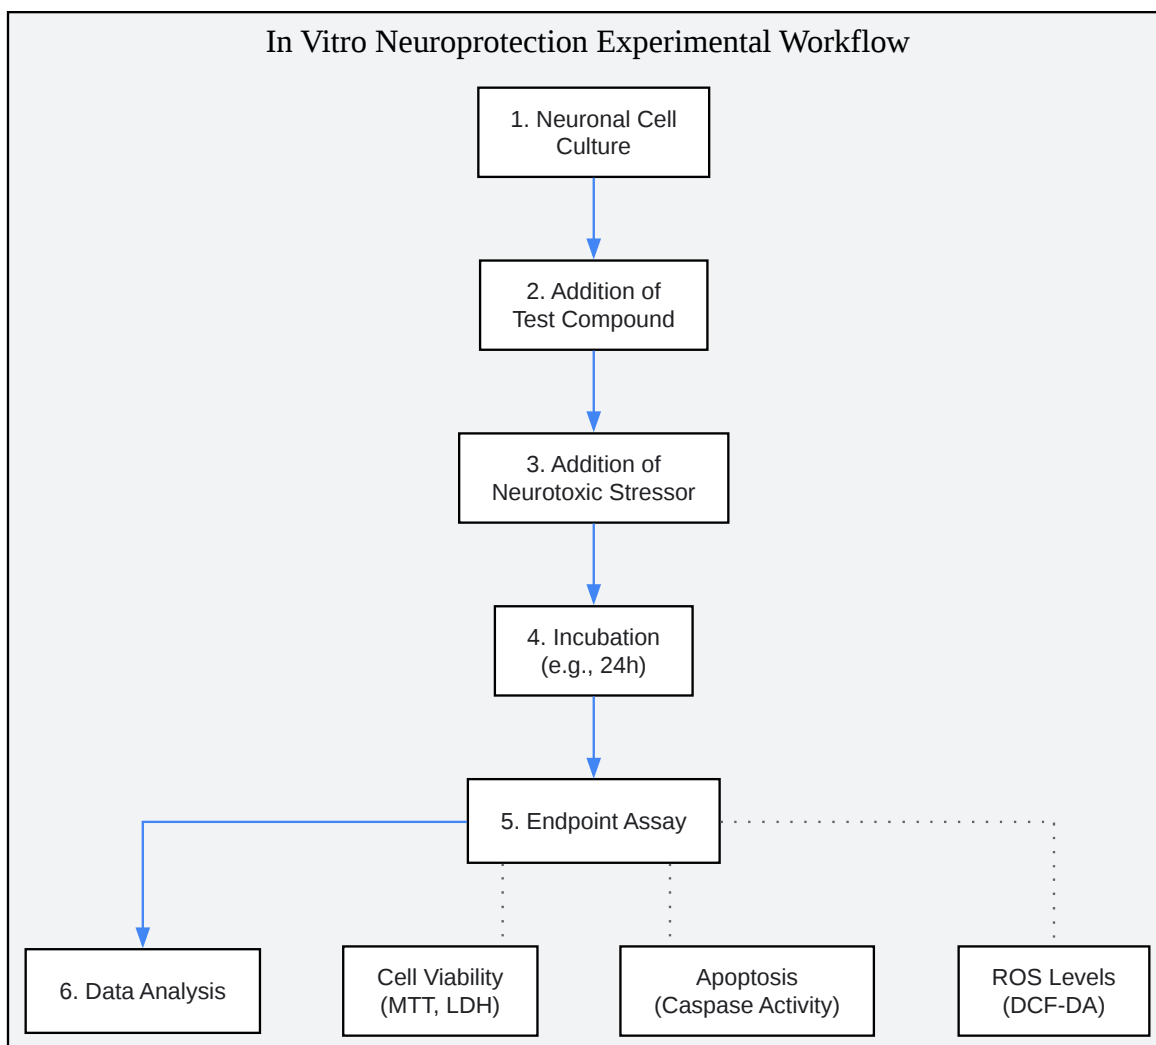 In Vitro Neuroprotection Experimental Workflow
1. Neuronal Cell
Culture
2. Addition of
Test Compound
3. Addition of
Neurotoxic Stressor
4. Incubation
(e.g., 24h)
5. Endpoint Assay
6. Data Analysis
Cell Viability
(MTT, LDH)
Apoptosis
(Caspase Activity)
ROS Levels
(DCF-DA)